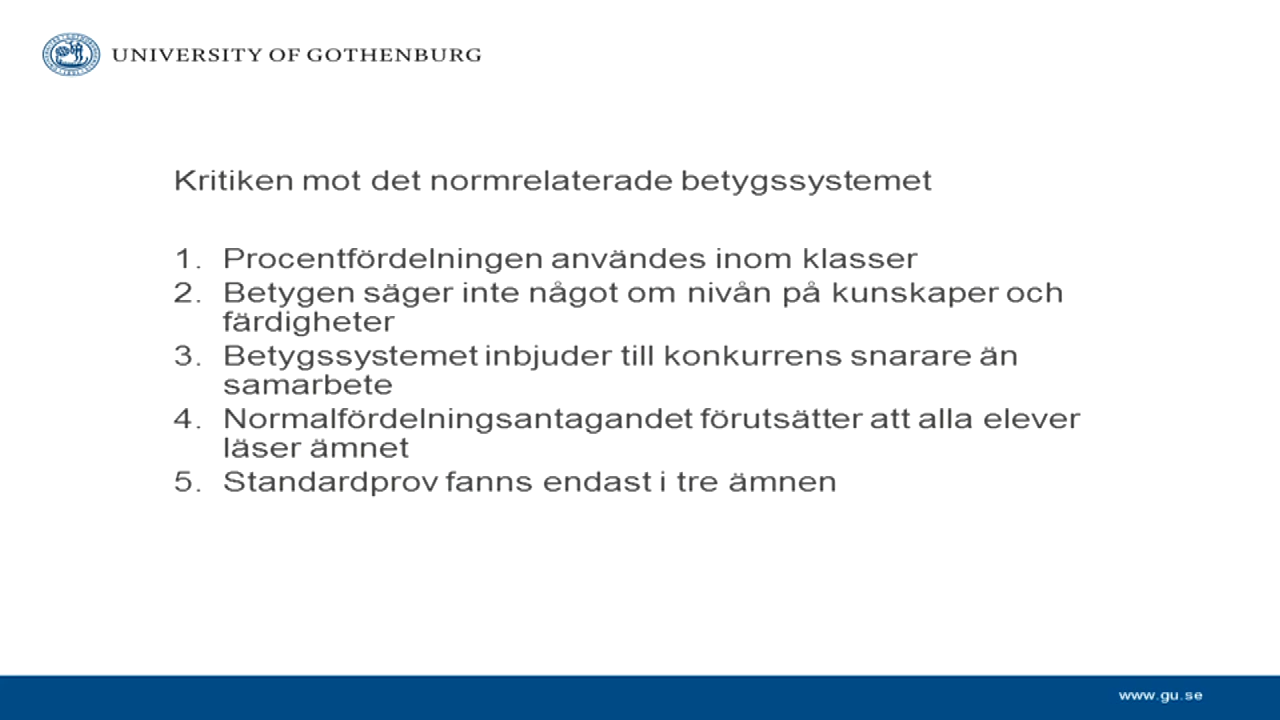 UNIVERSITY OF GOTHENBURG
Kritiken mot det normrelaterade betygssystemet
1. Procentfördelningen användes inom klasser
2. Betygen säger inte något om nivån på kunskaper och
färdigheter
3. Betygssystemet inbjuder till konkurrens snarare än
samarbete
4. Normalfördelningsantagandet förutsätter att alla elever
läser ämnet
5. Standardprov fanns endast i tre ämnen
www.gu.se